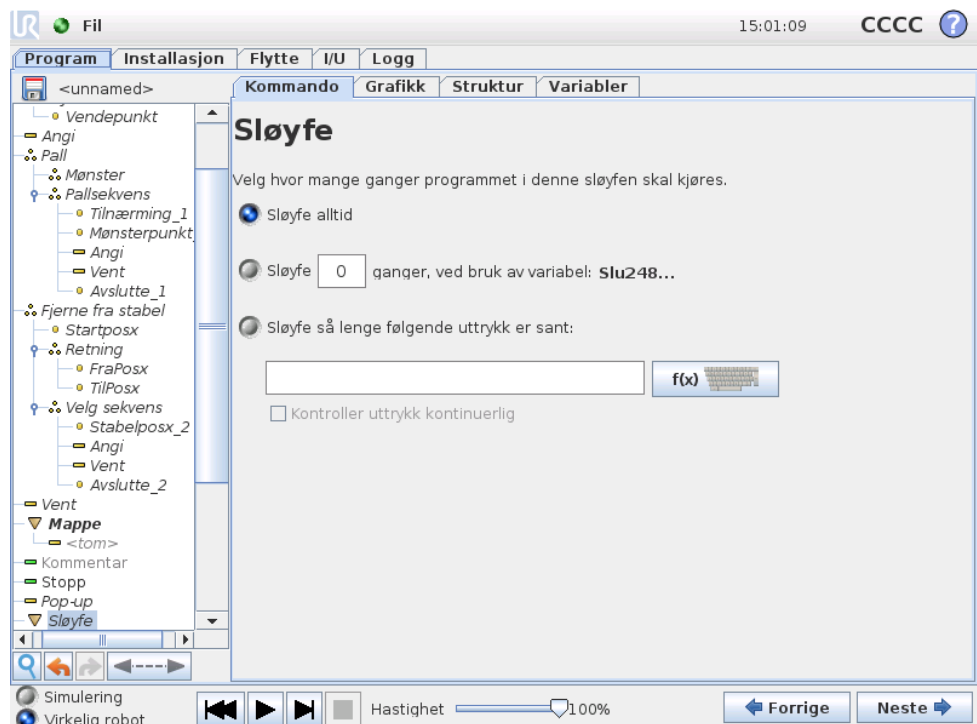 UR Fil 15:01:09 CCCC ?
Program Installasjon Flytte I/U Logg
<unnamed>
Kommando Grafikk Struktur Variabler
Vendepunkt
Angi
Pall
Mønster
Pallsekvens
Tilnærming_1
Mønsterpunkt
Angi
Vent
Avslutte_1
Fjerne fra stabel
Startposx
Retning
FraPosx
TilPosx
Velg sekvens
Stabelposx_2
Angi
Vent
Avslutte_2
Vent
Mappe
<tom>
Kommentar
Stopp
Pop-up
Sløyfe
Sløyfe
Velg hvor mange ganger programmet i denne sløyfen skal kjøres.
Sløyfe alltid
Sløyfe 0 ganger, ved bruk av variabel: Slu248...
Sløyfe så lenge følgende uttrykk er sant:
f(x)
Kontroller uttrykk kontinuerlig
Simulering
Virkelig robot
Hastighet 100%
Forrige Neste